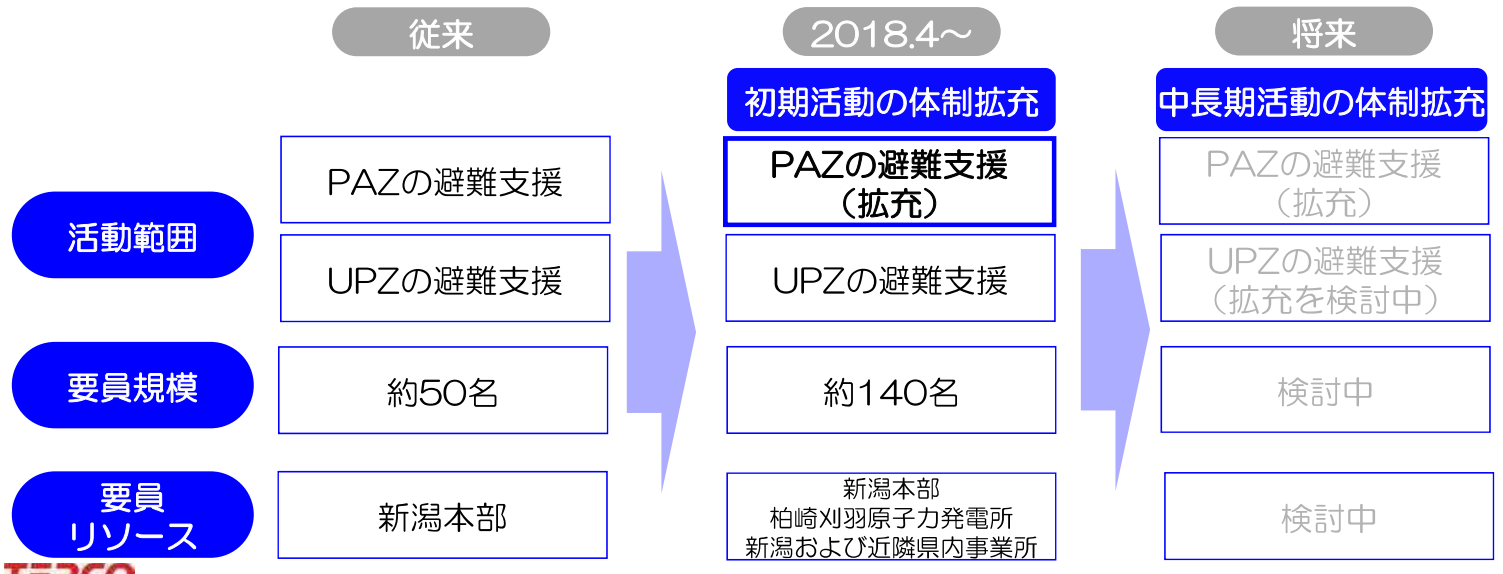 従来
2018.4～
将来
初期活動の体制拡充
中長期活動の体制拡充
活動範囲
PAZの避難支援
PAZの避難支援
（拡充）
PAZの避難支援
（拡充）
UPZの避難支援
UPZの避難支援
UPZの避難支援
（拡充を検討中）
要員規模
約50名
約140名
検討中
要員
リソース
新潟本部
新潟本部
柏崎刈羽原子力発電所
新潟および近隣県内事業所
検討中